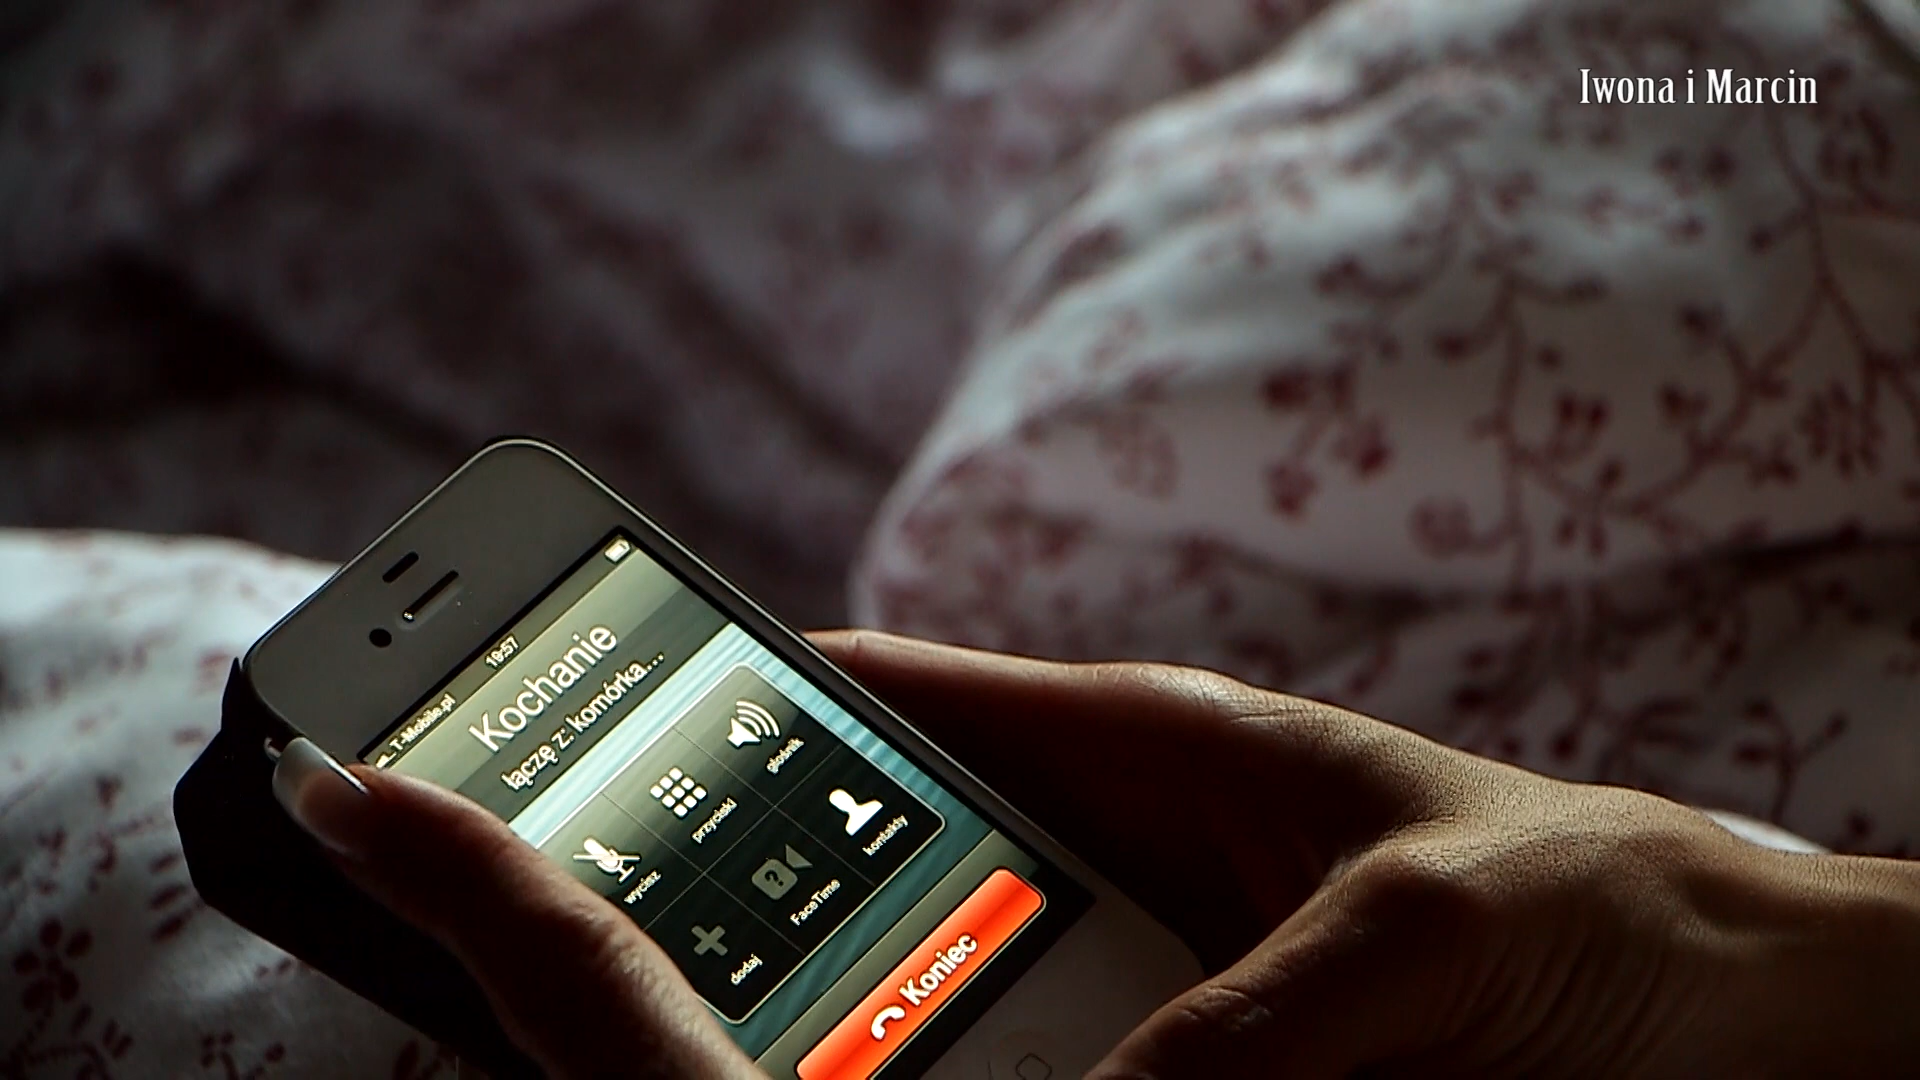 Iwona i Marcin
T-Mobile.pl
19:57
Kochanie
łączę z: komórka...
wycisz
przyciski
głośnik
dodaj
FaceTime
kontakty
Koniec